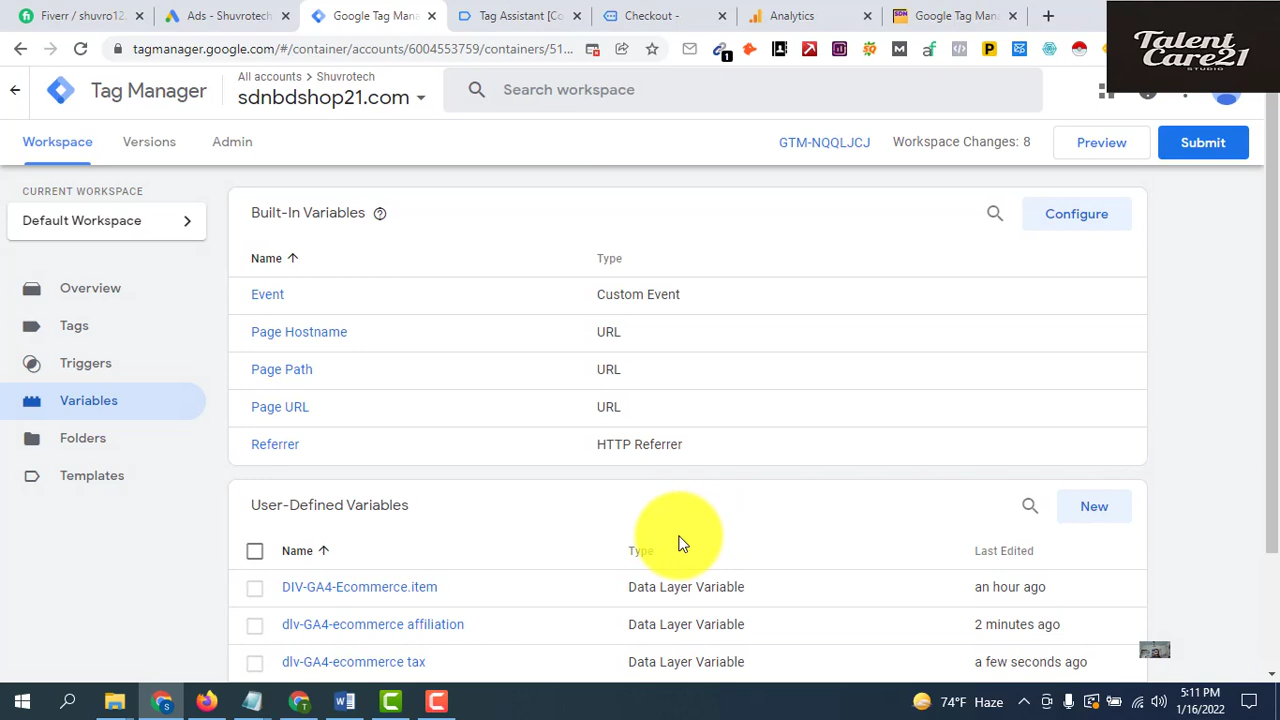 Fiverr / shuvro12
Ads - Shuvrotech
Google Tag Man
Tag Assistant [Co
Checkout -
Analytics
Google Tag Man
tagmanager.google.com/#/container/accounts/6004553739/containers/51...
1
Talent
Care21
STUDIO
Tag Manager
All accounts > Shuvrotech
sdnbdshop21.com
Search workspace
Workspace
Versions
Admin
GTM-NQQLJCJ
Workspace Changes: 8
Preview
Submit
CURRENT WORKSPACE
Default Workspace
Overview
Tags
Triggers
Variables
Folders
Templates
Built-In Variables
Configure
Name
Type
Event
Custom Event
Page Hostname
URL
Page Path
URL
Page URL
URL
Referrer
HTTP Referrer
User-Defined Variables
New
Name
Type
Last Edited
DIV-GA4-Ecommerce.item
Data Layer Variable
an hour ago
dlv-GA4-ecommerce affiliation
Data Layer Variable
2 minutes ago
dlv-GA4-ecommerce tax
Data Layer Variable
a few seconds ago
74°F Haze
5:11 PM
1/16/2022